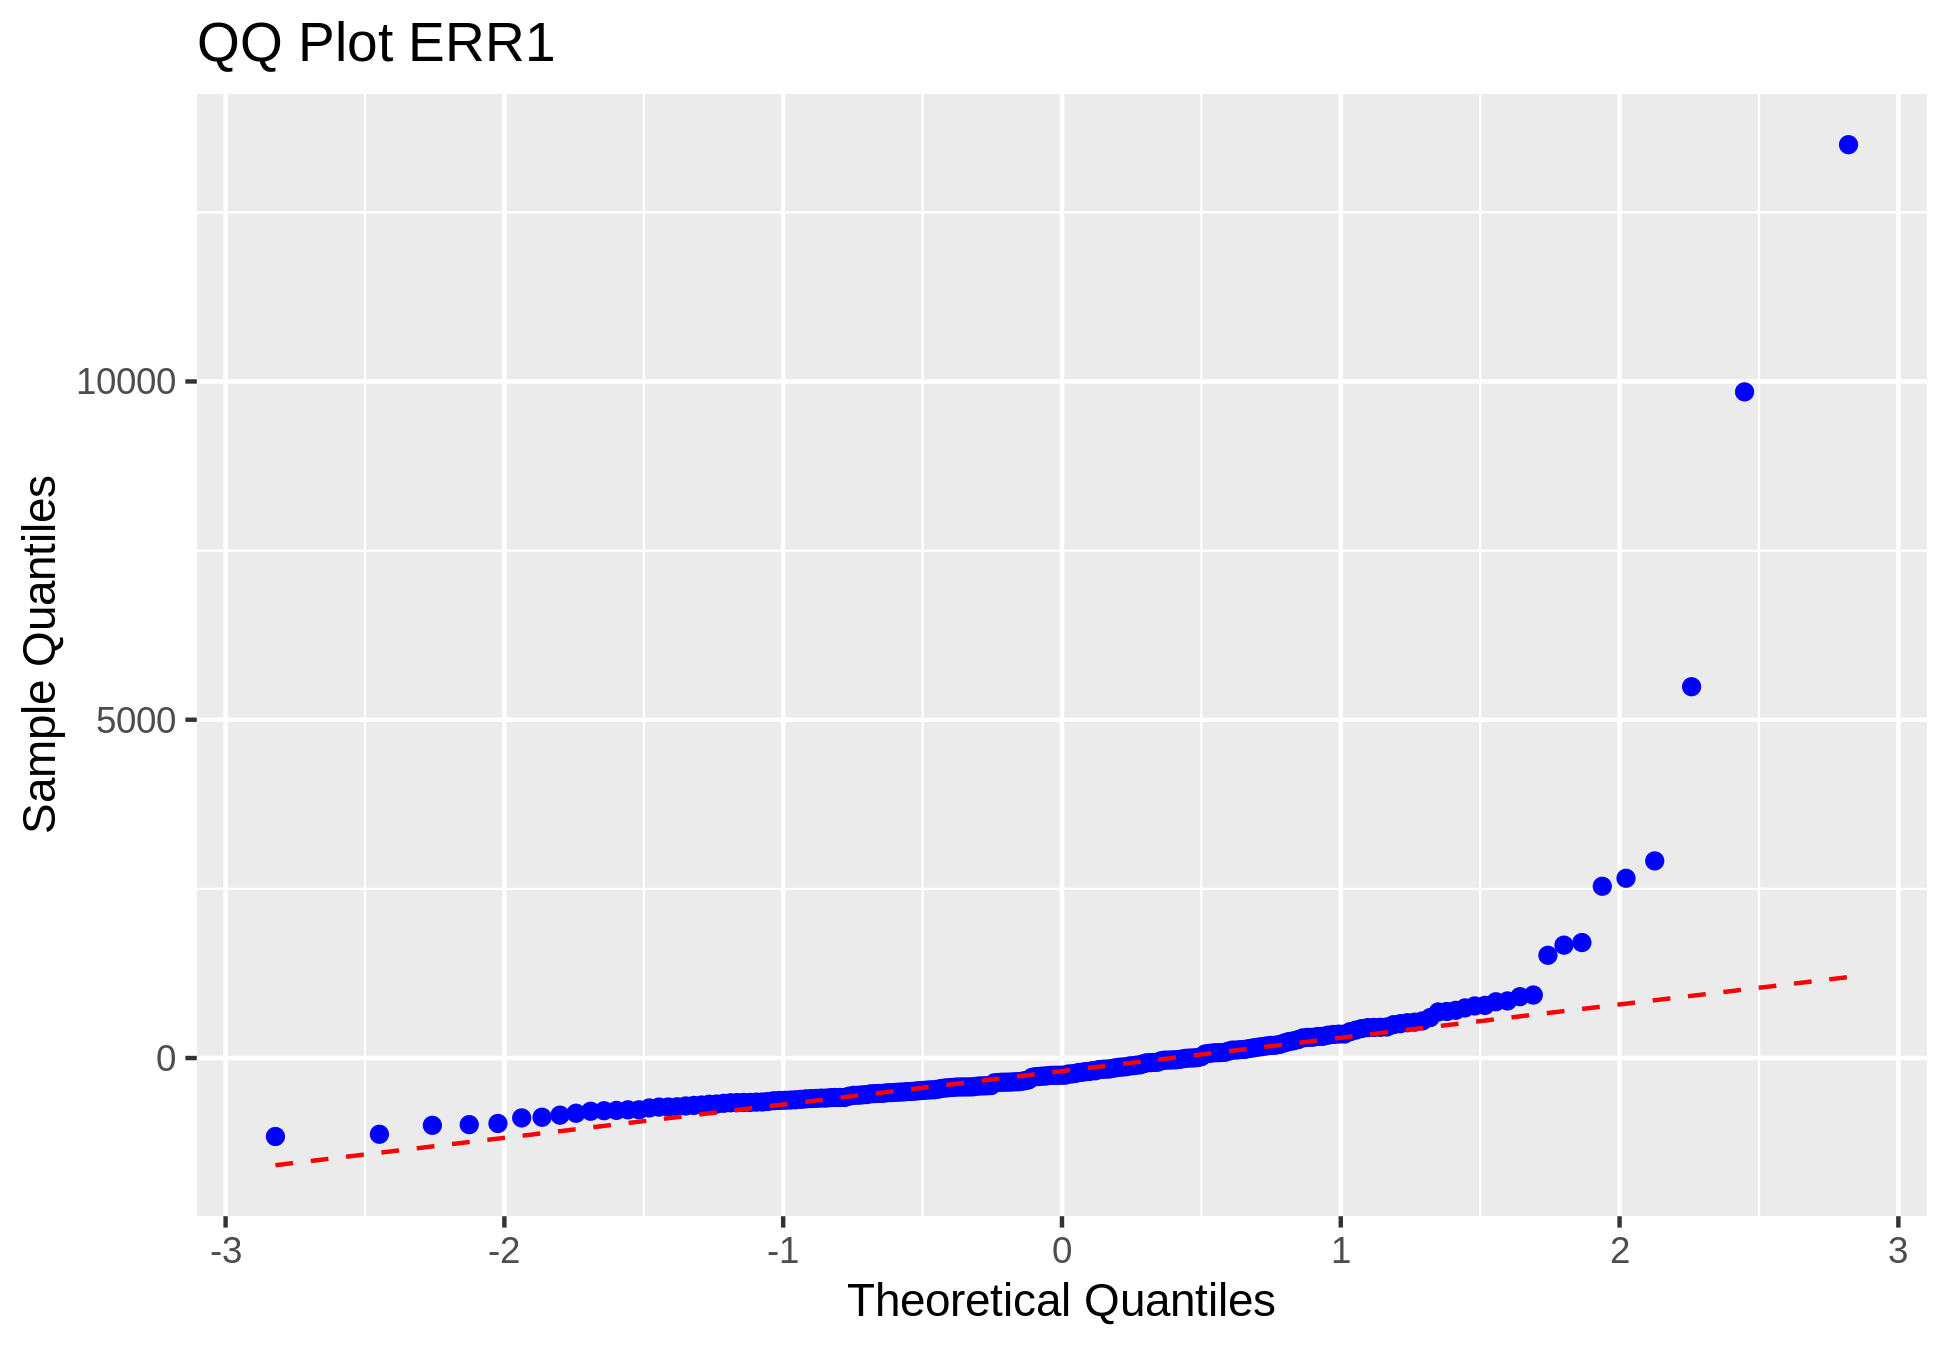 QQ Plot ERR1
Sample Quantiles
10000
5000
0
-3 -2 -1 0 1 2 3
Theoretical Quantiles